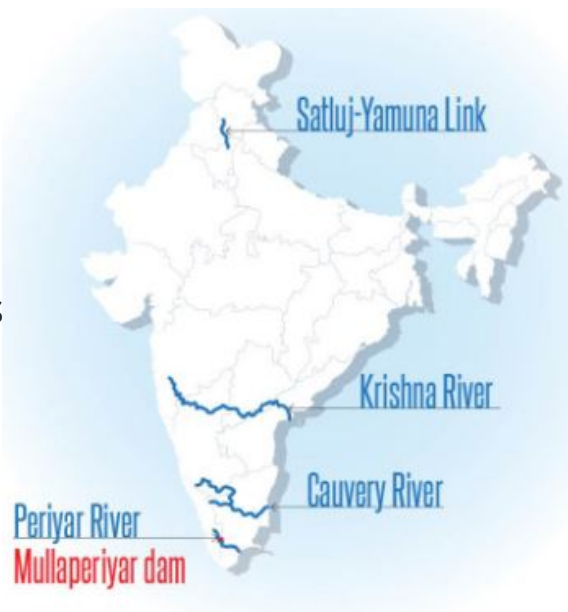 Satluj-Yamuna Link
s
Krishna River
Cauvery River
Periyar River
Mullaperiyar dam